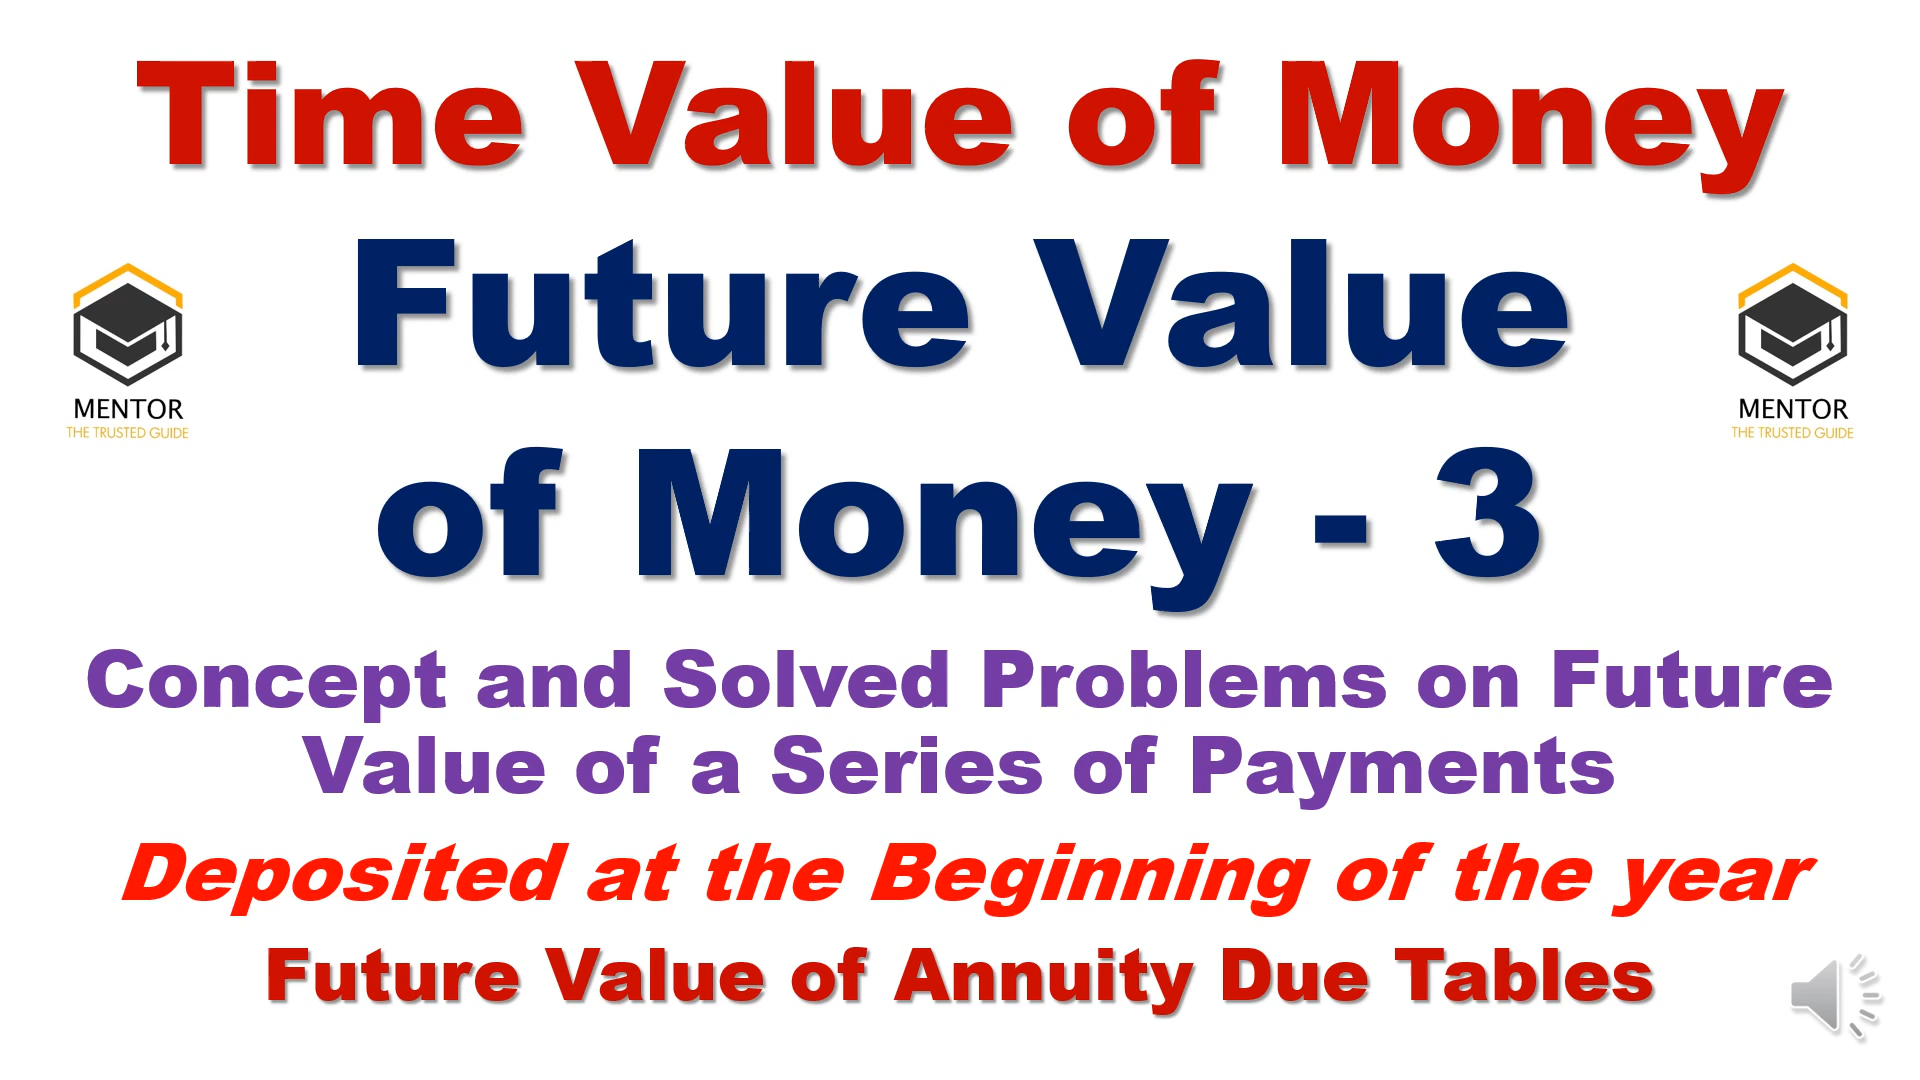 Time Value of Money
Future Value
of Money - 3
MENTOR
THE TRUSTED GUIDE
MENTOR
THE TRUSTED GUIDE
Concept and Solved Problems on Future
Value of a Series of Payments
Deposited at the Beginning of the year
Future Value of Annuity Due Tables